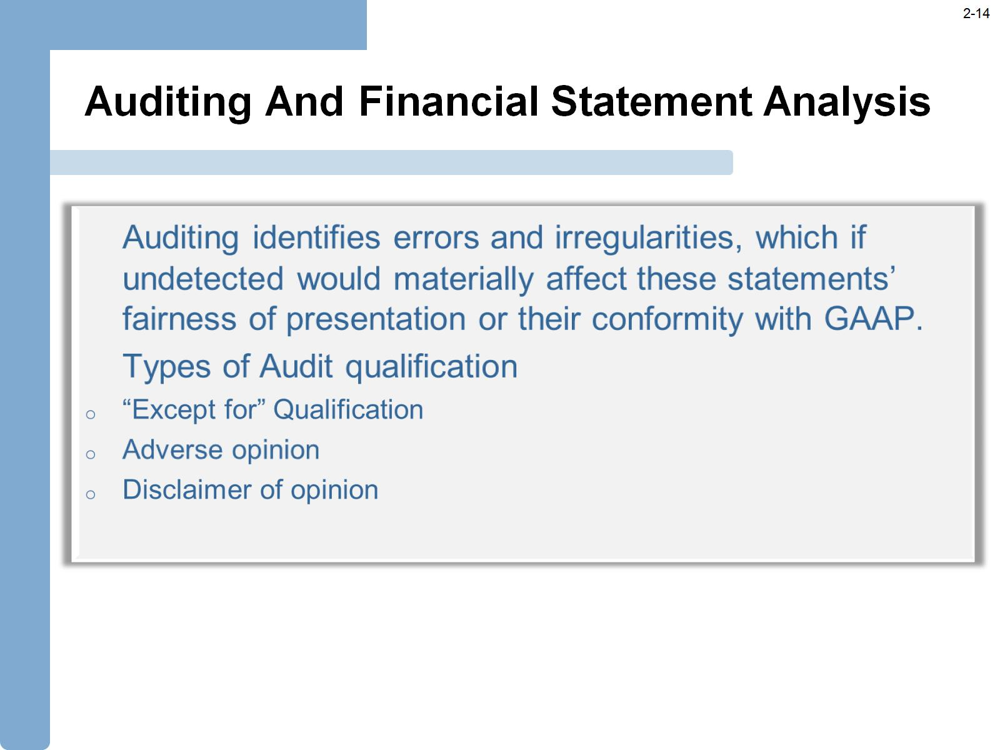 2-14
Auditing And Financial Statement Analysis
Auditing identifies errors and irregularities, which if
undetected would materially affect these statements’
fairness of presentation or their conformity with GAAP.
Types of Audit qualification
○ “Except for” Qualification
○ Adverse opinion
○ Disclaimer of opinion